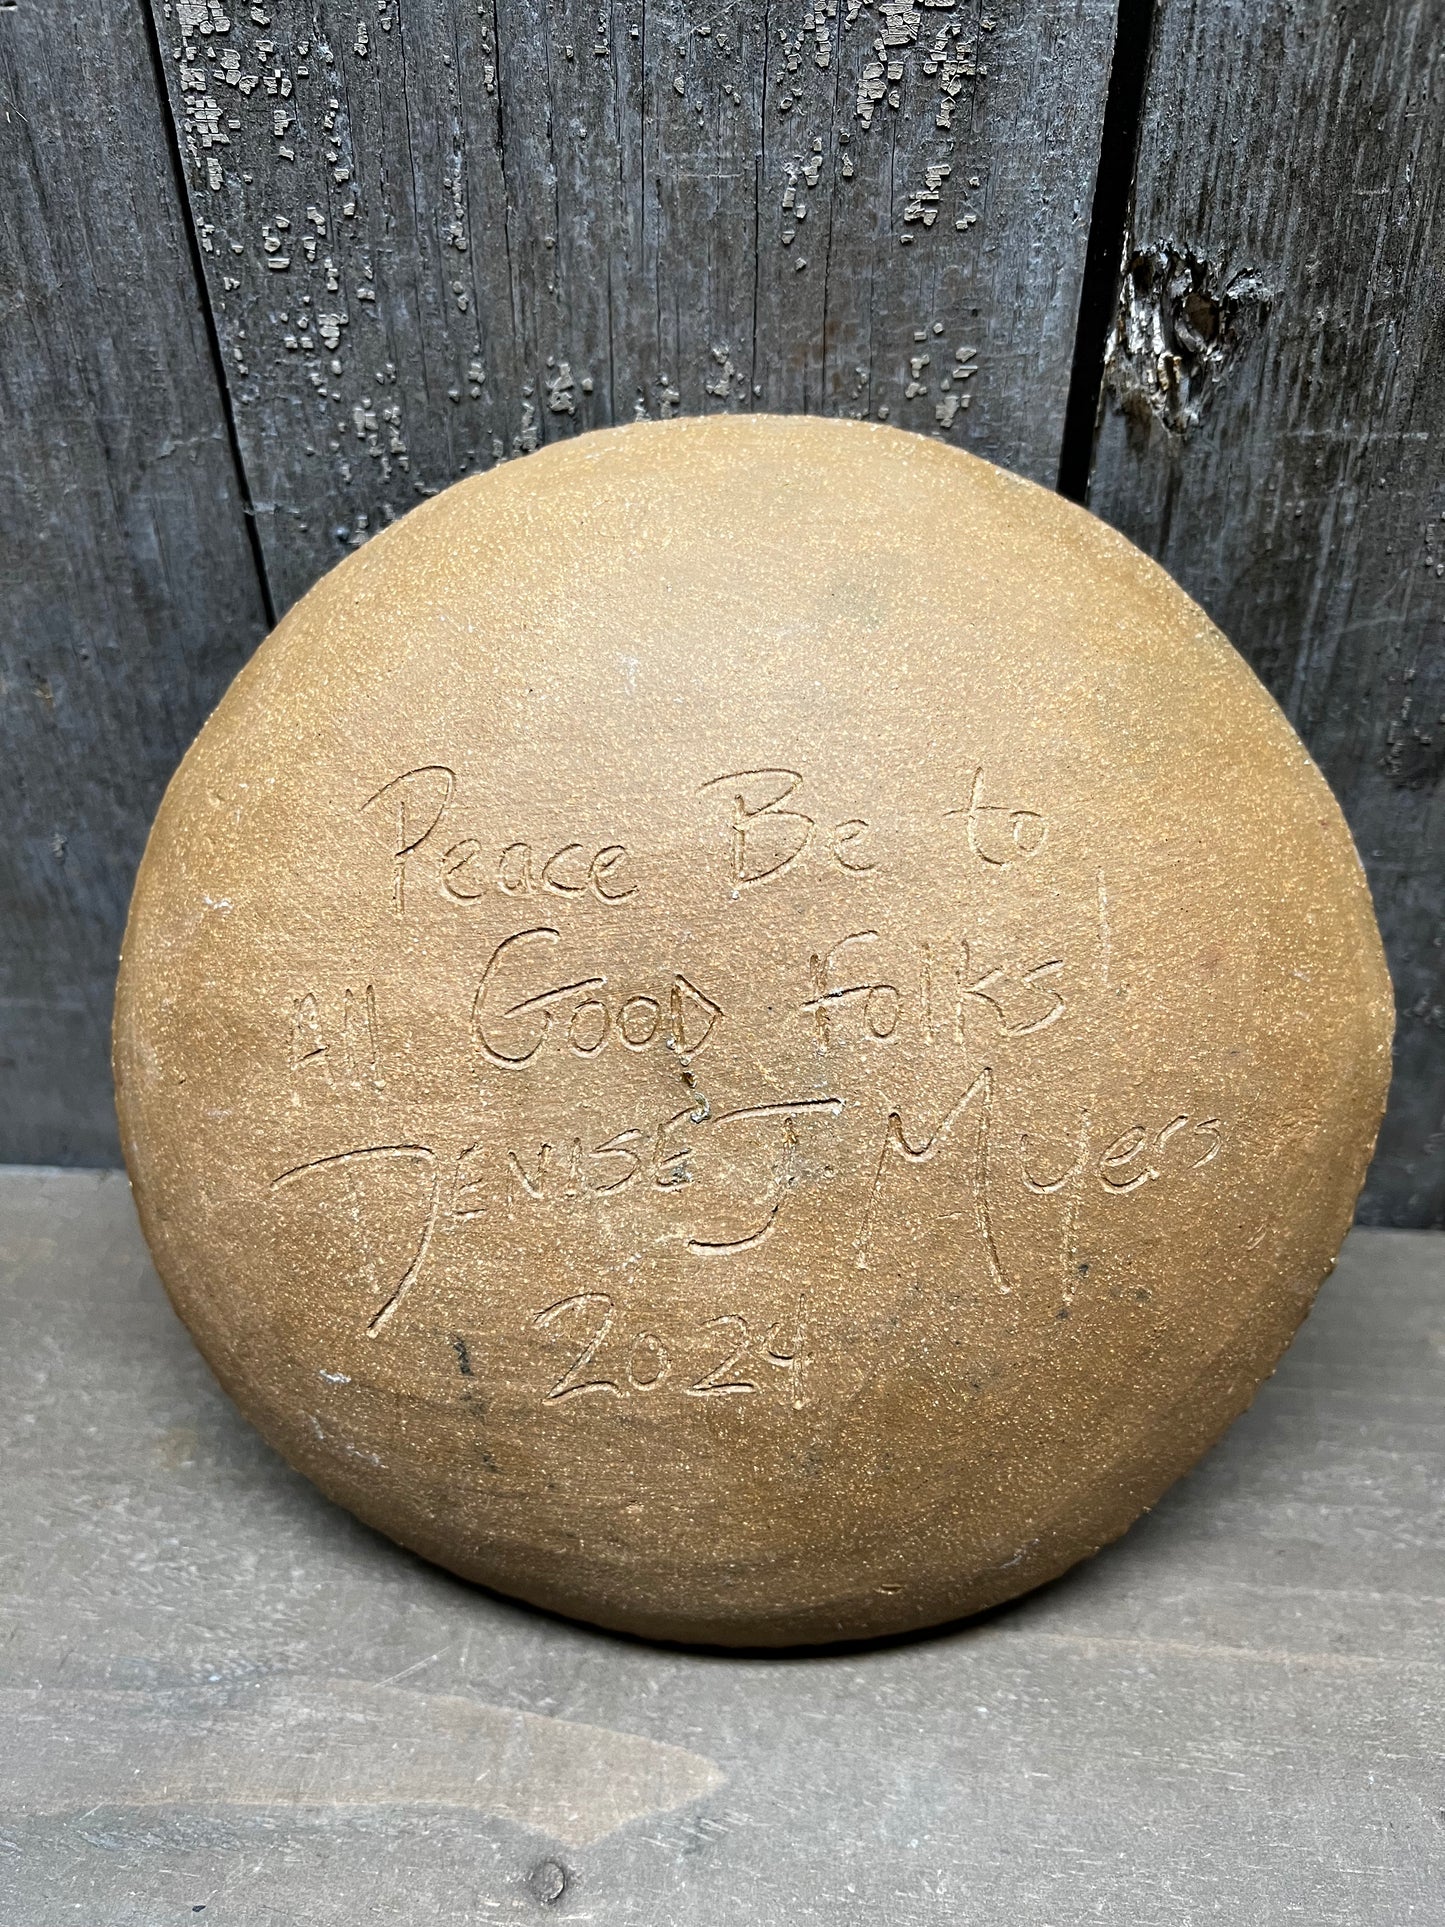 Peace Be to
All GOOD folks!
DENISE J. Myers
2024